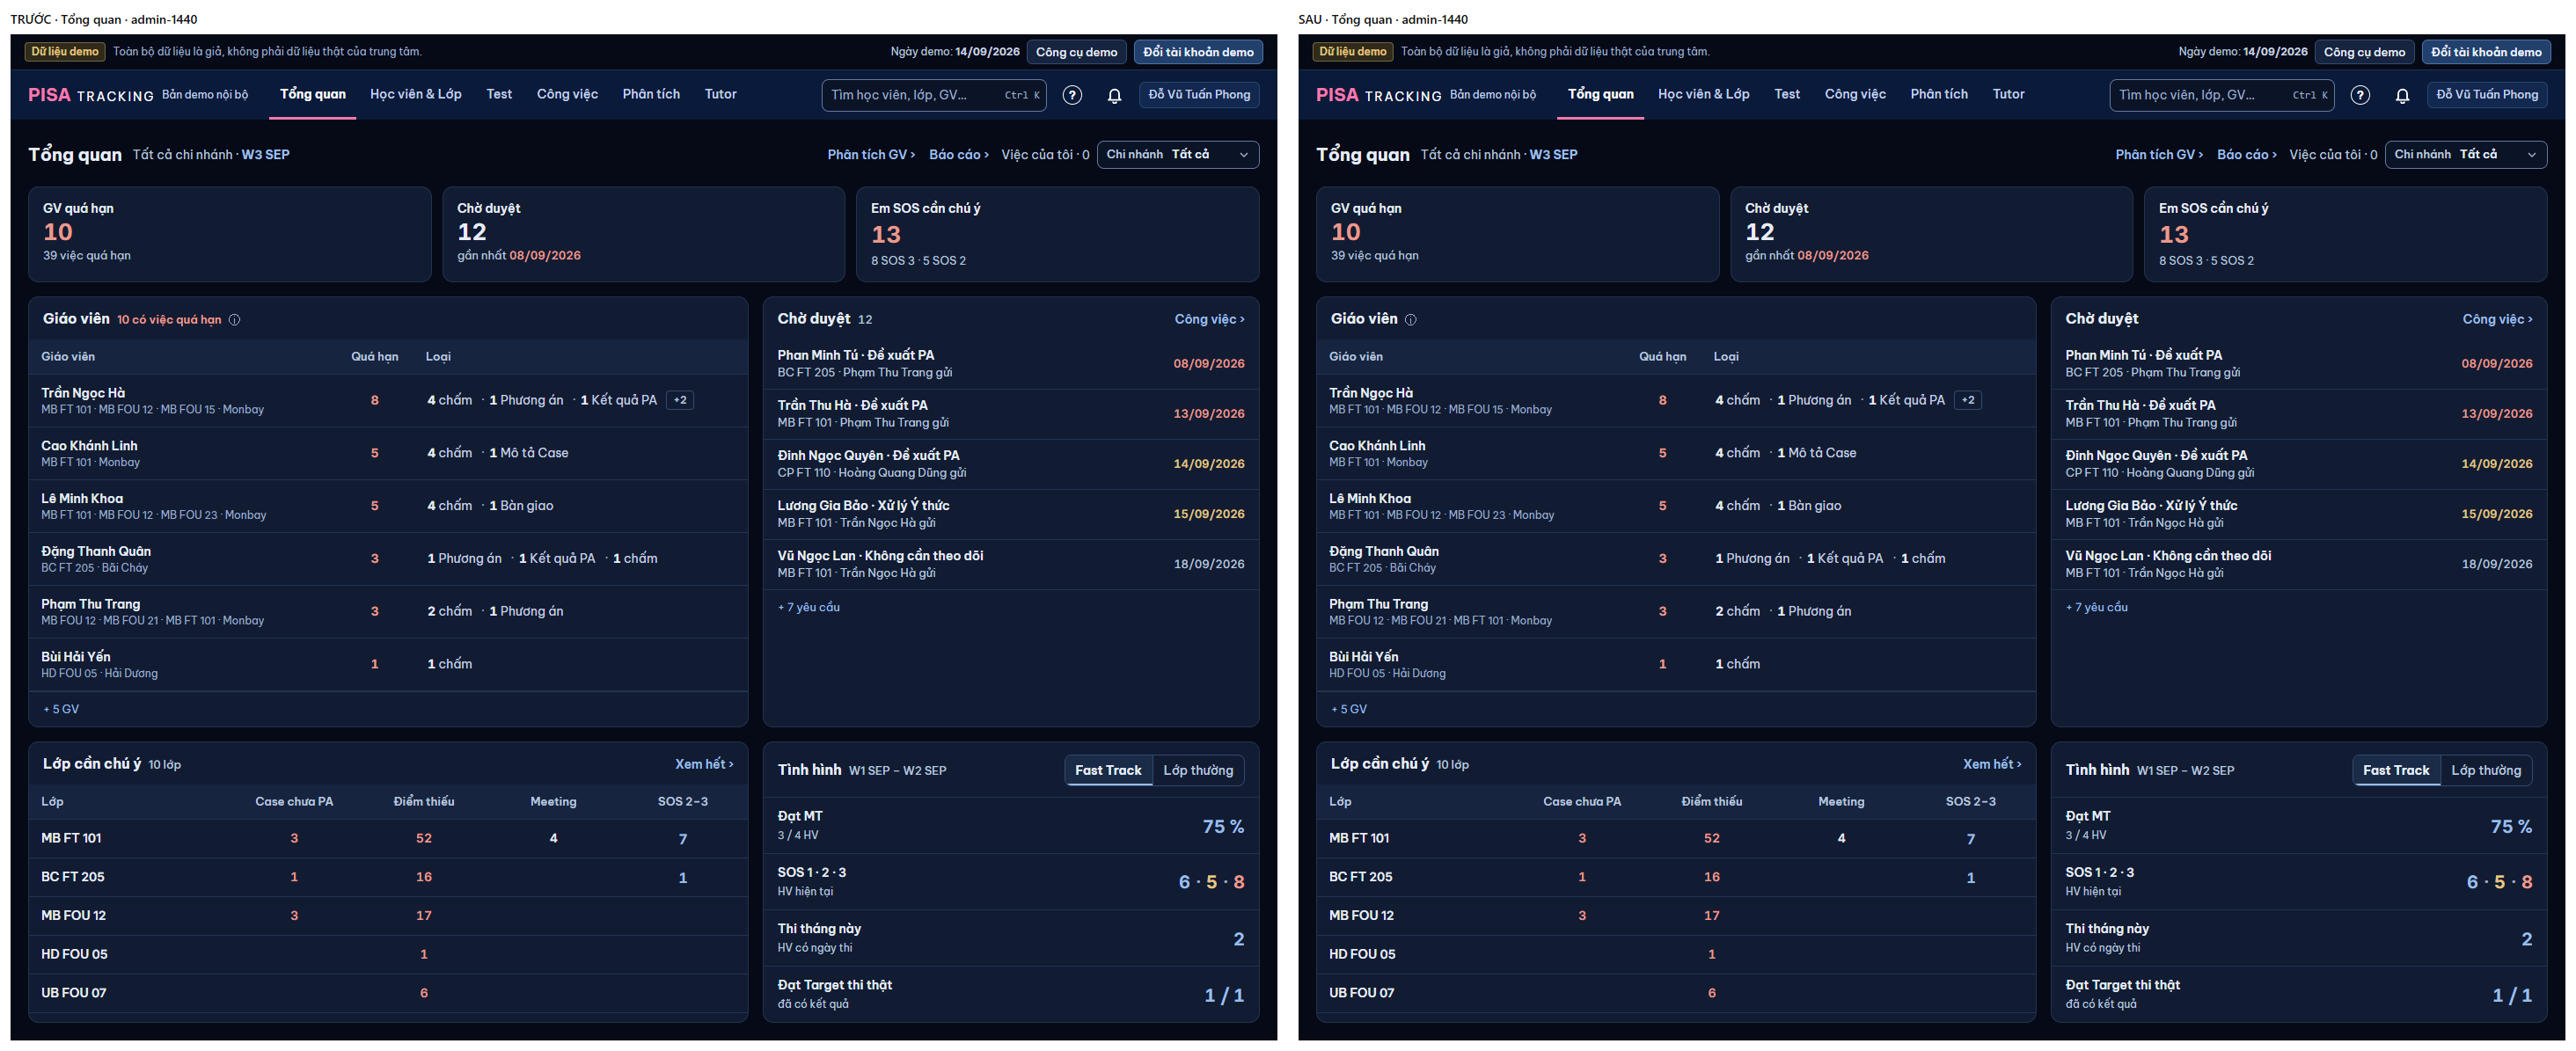 TRƯỚC · Tổng quan · admin-1440
Dữ liệu demo Toàn bộ dữ liệu là giả, không phải dữ liệu thật của trung tâm. Ngày demo: 14/09/2026 Công cụ demo Đổi tài khoản demo
PISA TRACKING Bản demo nội bộ Tổng quan Học viên & Lớp Test Công việc Phân tích Tutor Tìm học viên, lớp, GV... Ctrl K ? Đỗ Vũ Tuấn Phong
Tổng quan Tất cả chi nhánh · W3 SEP Phân tích GV › Báo cáo › Việc của tôi · 0 Chi nhánh Tất cả
GV quá hạn
10
39 việc quá hạn
Chờ duyệt
12
gần nhất 08/09/2026
Em SOS cần chú ý
13
8 SOS 3 · 5 SOS 2
Giáo viên 10 có việc quá hạn ⓘ
Giáo viên Quá hạn Loại
Trần Ngọc Hà
MB FT 101 · MB FOU 12 · MB FOU 15 · Monbay
8 4 chấm · 1 Phương án · 1 Kết quả PA +2
Cao Khánh Linh
MB FT 101 · Monbay
5 4 chấm · 1 Mô tả Case
Lê Minh Khoa
MB FT 101 · MB FOU 12 · MB FOU 23 · Monbay
5 4 chấm · 1 Bàn giao
Đặng Thanh Quân
BC FT 205 · Bãi Cháy
3 1 Phương án · 1 Kết quả PA · 1 chấm
Phạm Thu Trang
MB FOU 12 · MB FOU 21 · MB FT 101 · Monbay
3 2 chấm · 1 Phương án
Bùi Hải Yến
HD FOU 05 · Hải Dương
1 1 chấm
+ 5 GV
Chờ duyệt 12 Công việc ›
Phan Minh Tú · Đề xuất PA
BC FT 205 · Phạm Thu Trang gửi
08/09/2026
Trần Thu Hà · Đề xuất PA
MB FT 101 · Phạm Thu Trang gửi
13/09/2026
Đinh Ngọc Quyên · Đề xuất PA
CP FT 110 · Hoàng Quang Dũng gửi
14/09/2026
Lương Gia Bảo · Xử lý Ý thức
MB FT 101 · Trần Ngọc Hà gửi
15/09/2026
Vũ Ngọc Lan · Không cần theo dõi
MB FT 101 · Trần Ngọc Hà gửi
18/09/2026
+ 7 yêu cầu
Lớp cần chú ý 10 lớp Xem hết ›
Lớp Case chưa PA Điểm thiếu Meeting SOS 2–3
MB FT 101 3 52 4 7
BC FT 205 1 16 1
MB FOU 12 3 17
HD FOU 05 1
UB FOU 07 6
Tình hình W1 SEP – W2 SEP Fast Track Lớp thường
Đạt MT
3 / 4 HV
75 %
SOS 1 · 2 · 3
HV hiện tại
6 · 5 · 8
Thi tháng này
HV có ngày thi
2
Đạt Target thi thật
đã có kết quả
1 / 1
SAU · Tổng quan · admin-1440
Dữ liệu demo Toàn bộ dữ liệu là giả, không phải dữ liệu thật của trung tâm. Ngày demo: 14/09/2026 Công cụ demo Đổi tài khoản demo
PISA TRACKING Bản demo nội bộ Tổng quan Học viên & Lớp Test Công việc Phân tích Tutor Tìm học viên, lớp, GV... Ctrl K ? Đỗ Vũ Tuấn Phong
Tổng quan Tất cả chi nhánh · W3 SEP Phân tích GV › Báo cáo › Việc của tôi · 0 Chi nhánh Tất cả
GV quá hạn
10
39 việc quá hạn
Chờ duyệt
12
gần nhất 08/09/2026
Em SOS cần chú ý
13
8 SOS 3 · 5 SOS 2
Giáo viên ⓘ
Giáo viên Quá hạn Loại
Trần Ngọc Hà
MB FT 101 · MB FOU 12 · MB FOU 15 · Monbay
8 4 chấm · 1 Phương án · 1 Kết quả PA +2
Cao Khánh Linh
MB FT 101 · Monbay
5 4 chấm · 1 Mô tả Case
Lê Minh Khoa
MB FT 101 · MB FOU 12 · MB FOU 23 · Monbay
5 4 chấm · 1 Bàn giao
Đặng Thanh Quân
BC FT 205 · Bãi Cháy
3 1 Phương án · 1 Kết quả PA · 1 chấm
Phạm Thu Trang
MB FOU 12 · MB FOU 21 · MB FT 101 · Monbay
3 2 chấm · 1 Phương án
Bùi Hải Yến
HD FOU 05 · Hải Dương
1 1 chấm
+ 5 GV
Chờ duyệt Công việc ›
Phan Minh Tú · Đề xuất PA
BC FT 205 · Phạm Thu Trang gửi
08/09/2026
Trần Thu Hà · Đề xuất PA
MB FT 101 · Phạm Thu Trang gửi
13/09/2026
Đinh Ngọc Quyên · Đề xuất PA
CP FT 110 · Hoàng Quang Dũng gửi
14/09/2026
Lương Gia Bảo · Xử lý Ý thức
MB FT 101 · Trần Ngọc Hà gửi
15/09/2026
Vũ Ngọc Lan · Không cần theo dõi
MB FT 101 · Trần Ngọc Hà gửi
18/09/2026
+ 7 yêu cầu
Lớp cần chú ý 10 lớp Xem hết ›
Lớp Case chưa PA Điểm thiếu Meeting SOS 2–3
MB FT 101 3 52 4 7
BC FT 205 1 16 1
MB FOU 12 3 17
HD FOU 05 1
UB FOU 07 6
Tình hình W1 SEP – W2 SEP Fast Track Lớp thường
Đạt MT
3 / 4 HV
75 %
SOS 1 · 2 · 3
HV hiện tại
6 · 5 · 8
Thi tháng này
HV có ngày thi
2
Đạt Target thi thật
đã có kết quả
1 / 1